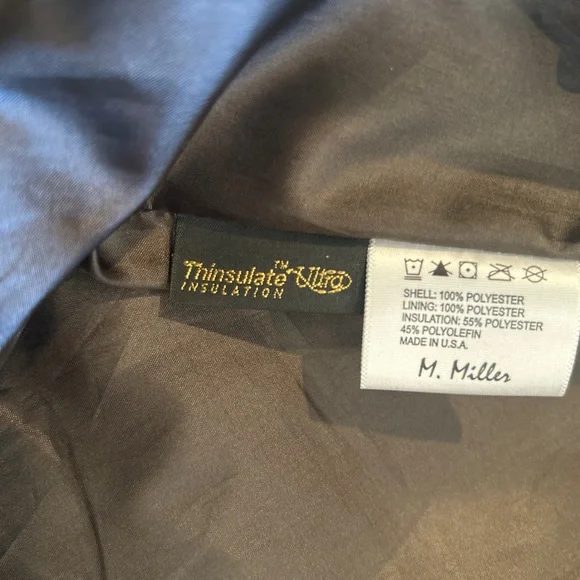 Thinsulate™ Ultra
INSULATION
SHELL: 100% POLYESTER
LINING: 100% POLYESTER
INSULATION: 55% POLYESTER
45% POLYOLEFIN
MADE IN U.S.A.
M. Miller